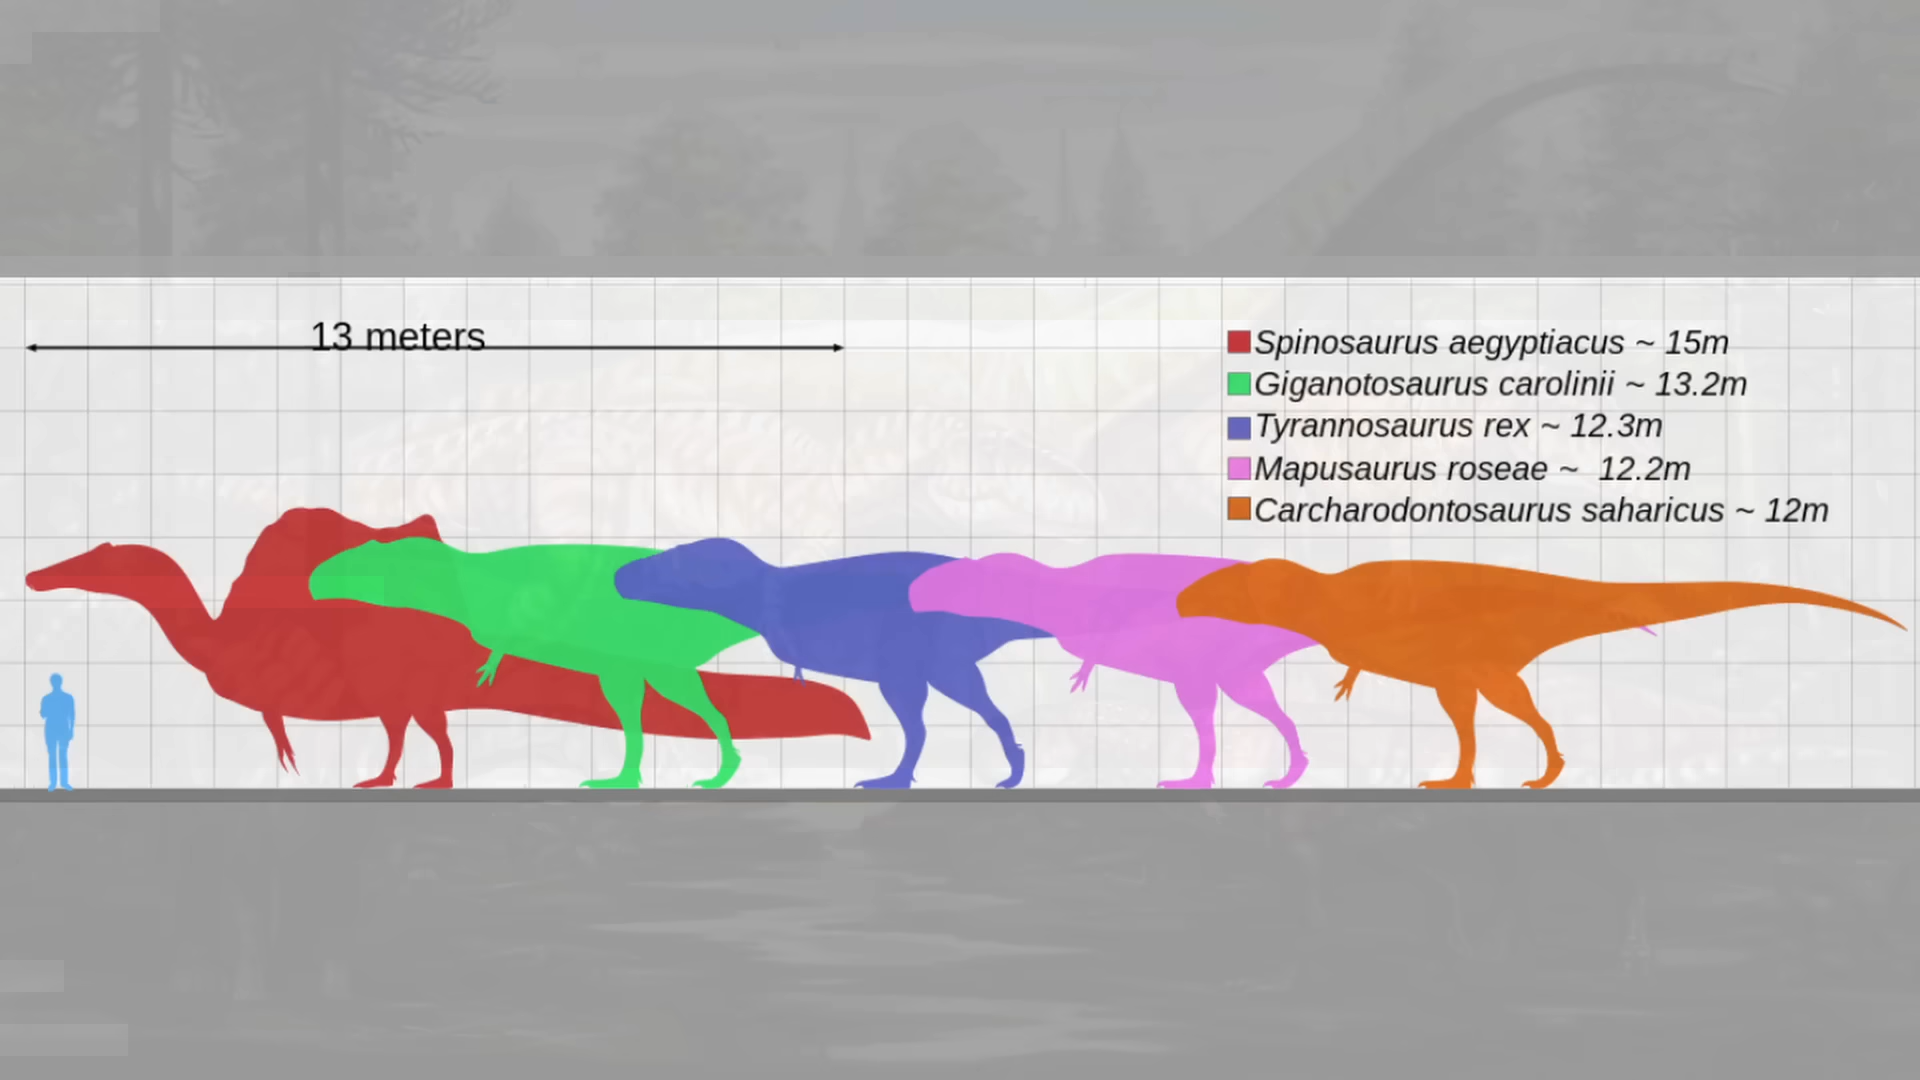 13 meters
Spinosaurus aegyptiacus ~ 15m
Giganotosaurus carolinii ~ 13.2m
Tyrannosaurus rex ~ 12.3m
Mapusaurus roseae ~ 12.2m
Carcharodontosaurus saharicus ~ 12m